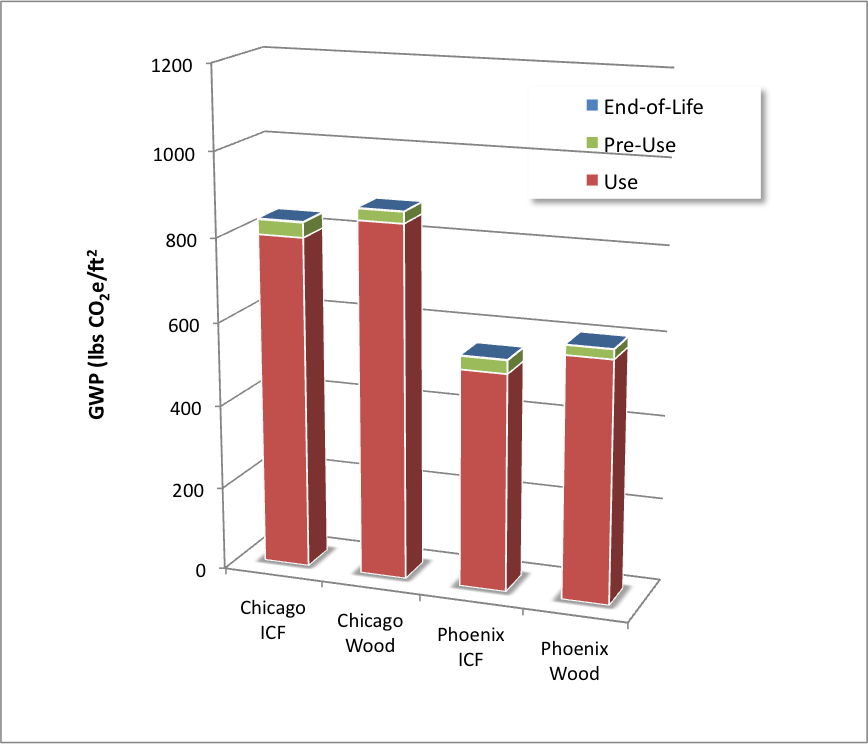 1200
1000
800
600
400
200
0
GWP (lbs CO₂e/ft²
End-of-Life
Pre-Use
Use
Chicago
ICF
Chicago
Wood
Phoenix
ICF
Phoenix
Wood